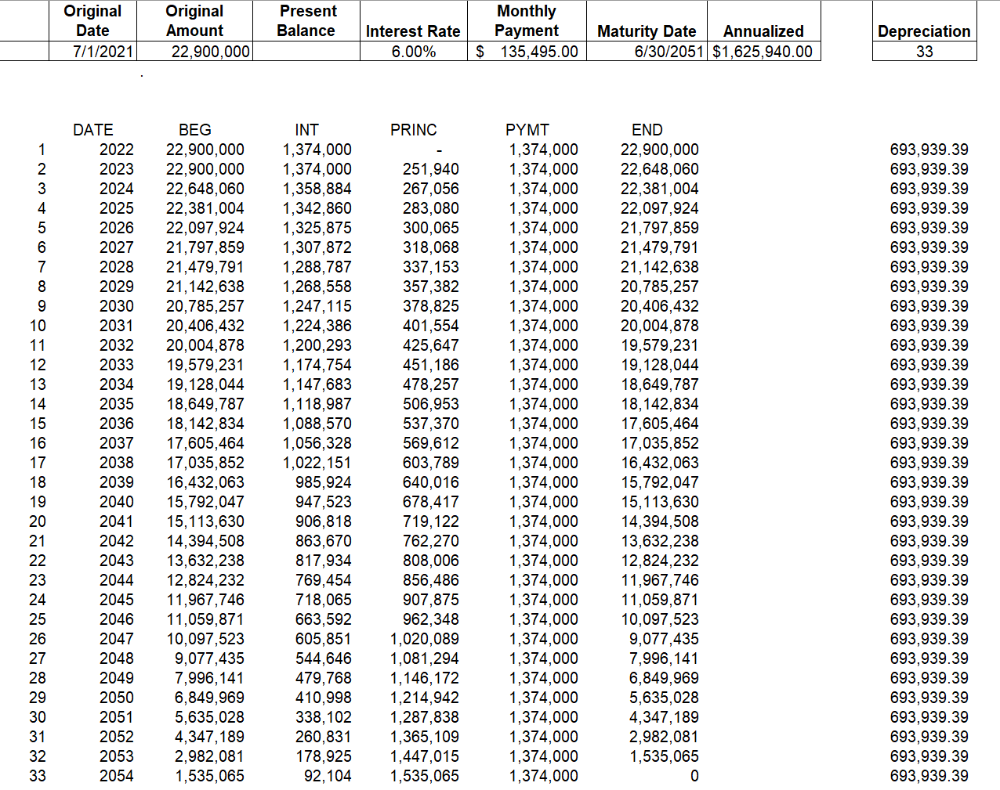 Original Original Present Monthly
Date Amount Balance Interest Rate Payment Maturity Date Annualized Depreciation
7/1/2021 22,900,000 6.00% $ 135,495.00 6/30/2051 $1,625,940.00 33
.
DATE BEG INT PRINC PYMT END
1 2022 22,900,000 1,374,000 - 1,374,000 22,900,000 693,939.39
2 2023 22,900,000 1,374,000 251,940 1,374,000 22,648,060 693,939.39
3 2024 22,648,060 1,358,884 267,056 1,374,000 22,381,004 693,939.39
4 2025 22,381,004 1,342,860 283,080 1,374,000 22,097,924 693,939.39
5 2026 22,097,924 1,325,875 300,065 1,374,000 21,797,859 693,939.39
6 2027 21,797,859 1,307,872 318,068 1,374,000 21,479,791 693,939.39
7 2028 21,479,791 1,288,787 337,153 1,374,000 21,142,638 693,939.39
8 2029 21,142,638 1,268,558 357,382 1,374,000 20,785,257 693,939.39
9 2030 20,785,257 1,247,115 378,825 1,374,000 20,406,432 693,939.39
10 2031 20,406,432 1,224,386 401,554 1,374,000 20,004,878 693,939.39
11 2032 20,004,878 1,200,293 425,647 1,374,000 19,579,231 693,939.39
12 2033 19,579,231 1,174,754 451,186 1,374,000 19,128,044 693,939.39
13 2034 19,128,044 1,147,683 478,257 1,374,000 18,649,787 693,939.39
14 2035 18,649,787 1,118,987 506,953 1,374,000 18,142,834 693,939.39
15 2036 18,142,834 1,088,570 537,370 1,374,000 17,605,464 693,939.39
16 2037 17,605,464 1,056,328 569,612 1,374,000 17,035,852 693,939.39
17 2038 17,035,852 1,022,151 603,789 1,374,000 16,432,063 693,939.39
18 2039 16,432,063 985,924 640,016 1,374,000 15,792,047 693,939.39
19 2040 15,792,047 947,523 678,417 1,374,000 15,113,630 693,939.39
20 2041 15,113,630 906,818 719,122 1,374,000 14,394,508 693,939.39
21 2042 14,394,508 863,670 762,270 1,374,000 13,632,238 693,939.39
22 2043 13,632,238 817,934 808,006 1,374,000 12,824,232 693,939.39
23 2044 12,824,232 769,454 856,486 1,374,000 11,967,746 693,939.39
24 2045 11,967,746 718,065 907,875 1,374,000 11,059,871 693,939.39
25 2046 11,059,871 663,592 962,348 1,374,000 10,097,523 693,939.39
26 2047 10,097,523 605,851 1,020,089 1,374,000 9,077,435 693,939.39
27 2048 9,077,435 544,646 1,081,294 1,374,000 7,996,141 693,939.39
28 2049 7,996,141 479,768 1,146,172 1,374,000 6,849,969 693,939.39
29 2050 6,849,969 410,998 1,214,942 1,374,000 5,635,028 693,939.39
30 2051 5,635,028 338,102 1,287,838 1,374,000 4,347,189 693,939.39
31 2052 4,347,189 260,831 1,365,109 1,374,000 2,982,081 693,939.39
32 2053 2,982,081 178,925 1,447,015 1,374,000 1,535,065 693,939.39
33 2054 1,535,065 92,104 1,535,065 1,374,000 0 693,939.39